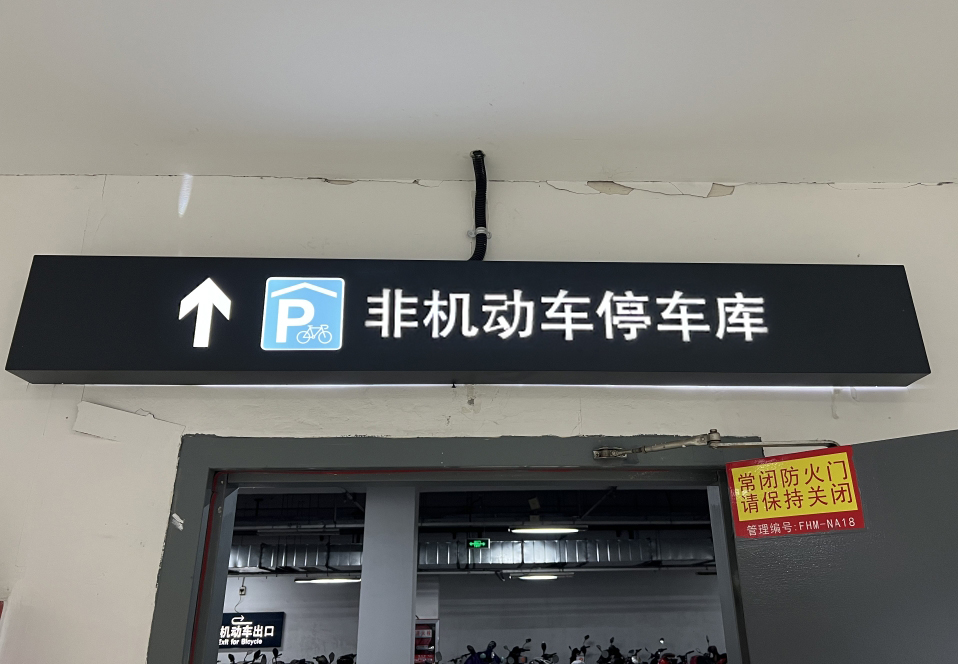 P 非机动车停车库
常闭防火门
请保持关闭
管理编号:FHM-NA18
机动车出口
Exit for Bicycle